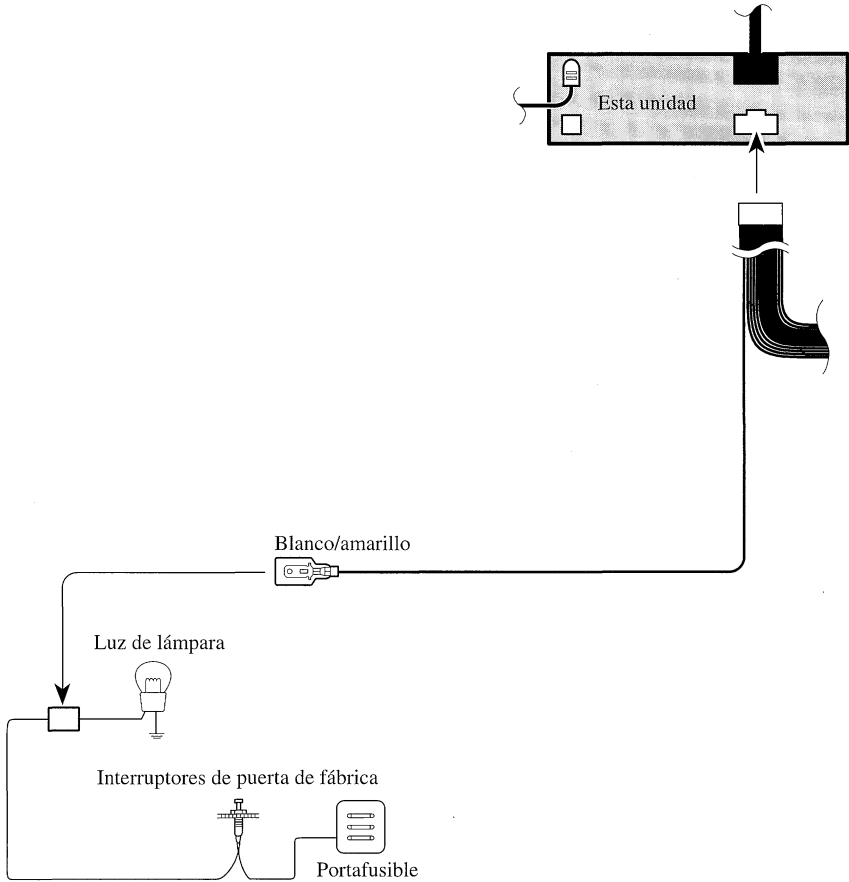 Esta unidad
Blanco/amarillo
Luz de lámpara
Interruptores de puerta de fábrica
Portafusible